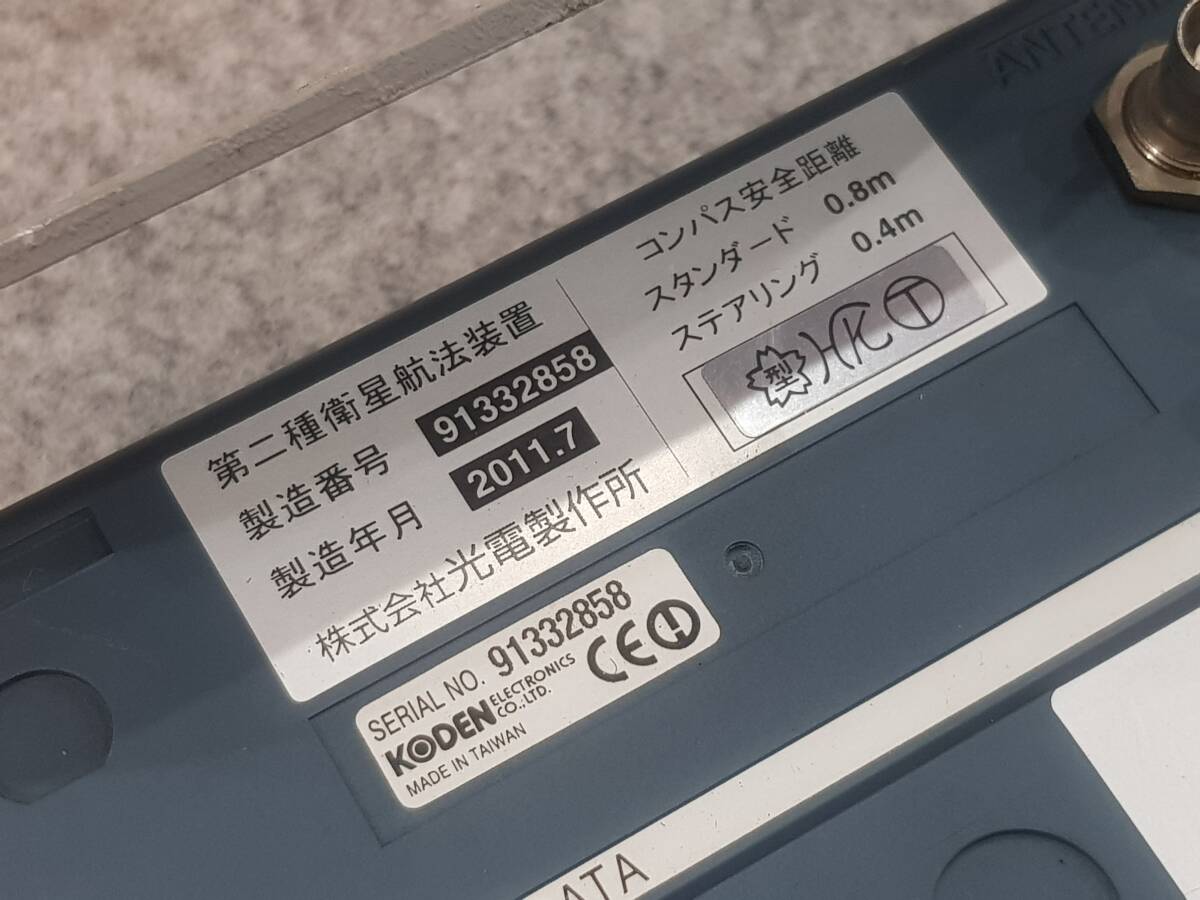 ANTEN
第二種衛星航法装置
製造番号 91332858
製造年月 2011.7
株式会社光電製作所
コンパス安全距離
スタンダード 0.8m
ステアリング 0.4m
型 HK T
SERIAL NO. 91332858
KODEN ELECTRONICS CO.,LTD.
CE
MADE IN TAIWAN
ATA